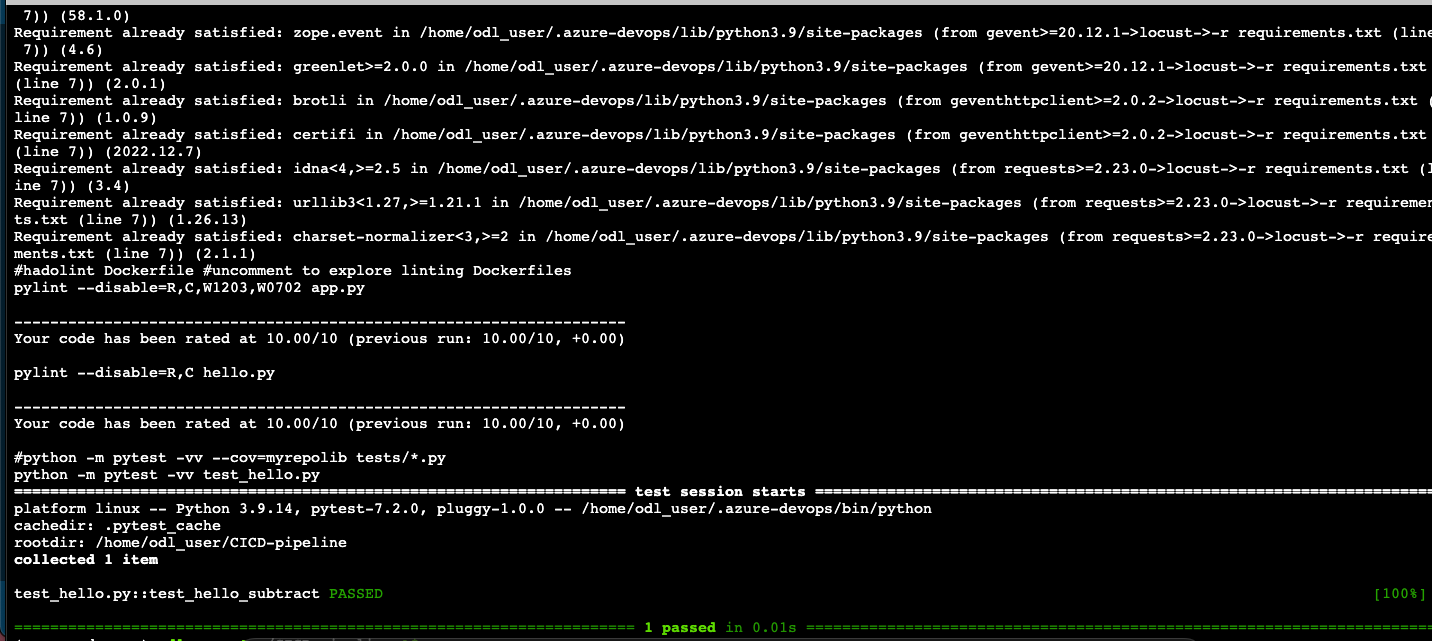 7)) (58.1.0)
Requirement already satisfied: zope.event in /home/odl_user/.azure-devops/lib/python3.9/site-packages (from gevent>=20.12.1->locust->-r requirements.txt (line
 7)) (4.6)
Requirement already satisfied: greenlet>=2.0.0 in /home/odl_user/.azure-devops/lib/python3.9/site-packages (from gevent>=20.12.1->locust->-r requirements.txt
(line 7)) (2.0.1)
Requirement already satisfied: brotli in /home/odl_user/.azure-devops/lib/python3.9/site-packages (from geventhttpclient>=2.0.2->locust->-r requirements.txt (
line 7)) (1.0.9)
Requirement already satisfied: certifi in /home/odl_user/.azure-devops/lib/python3.9/site-packages (from geventhttpclient>=2.0.2->locust->-r requirements.txt
(line 7)) (2022.12.7)
Requirement already satisfied: idna<4,>=2.5 in /home/odl_user/.azure-devops/lib/python3.9/site-packages (from requests>=2.23.0->locust->-r requirements.txt (l
ine 7)) (3.4)
Requirement already satisfied: urllib3<1.27,>=1.21.1 in /home/odl_user/.azure-devops/lib/python3.9/site-packages (from requests>=2.23.0->locust->-r requiremen
ts.txt (line 7)) (1.26.13)
Requirement already satisfied: charset-normalizer<3,>=2 in /home/odl_user/.azure-devops/lib/python3.9/site-packages (from requests>=2.23.0->locust->-r require
ments.txt (line 7)) (2.1.1)
#hadolint Dockerfile #uncomment to explore linting Dockerfiles
pylint --disable=R,C,W1203,W0702 app.py
--------------------------------------------------------------------
Your code has been rated at 10.00/10 (previous run: 10.00/10, +0.00)
pylint --disable=R,C hello.py
--------------------------------------------------------------------
Your code has been rated at 10.00/10 (previous run: 10.00/10, +0.00)
#python -m pytest -vv --cov=myrepolib tests/*.py
python -m pytest -vv test_hello.py
==================================================================== test session starts ====================================================================
platform linux -- Python 3.9.14, pytest-7.2.0, pluggy-1.0.0 -- /home/odl_user/.azure-devops/bin/python
cachedir: .pytest_cache
rootdir: /home/odl_user/CICD-pipeline
collected 1 item
test_hello.py::test_hello_subtract PASSED [100%]
===================================================================== 1 passed in 0.01s =====================================================================